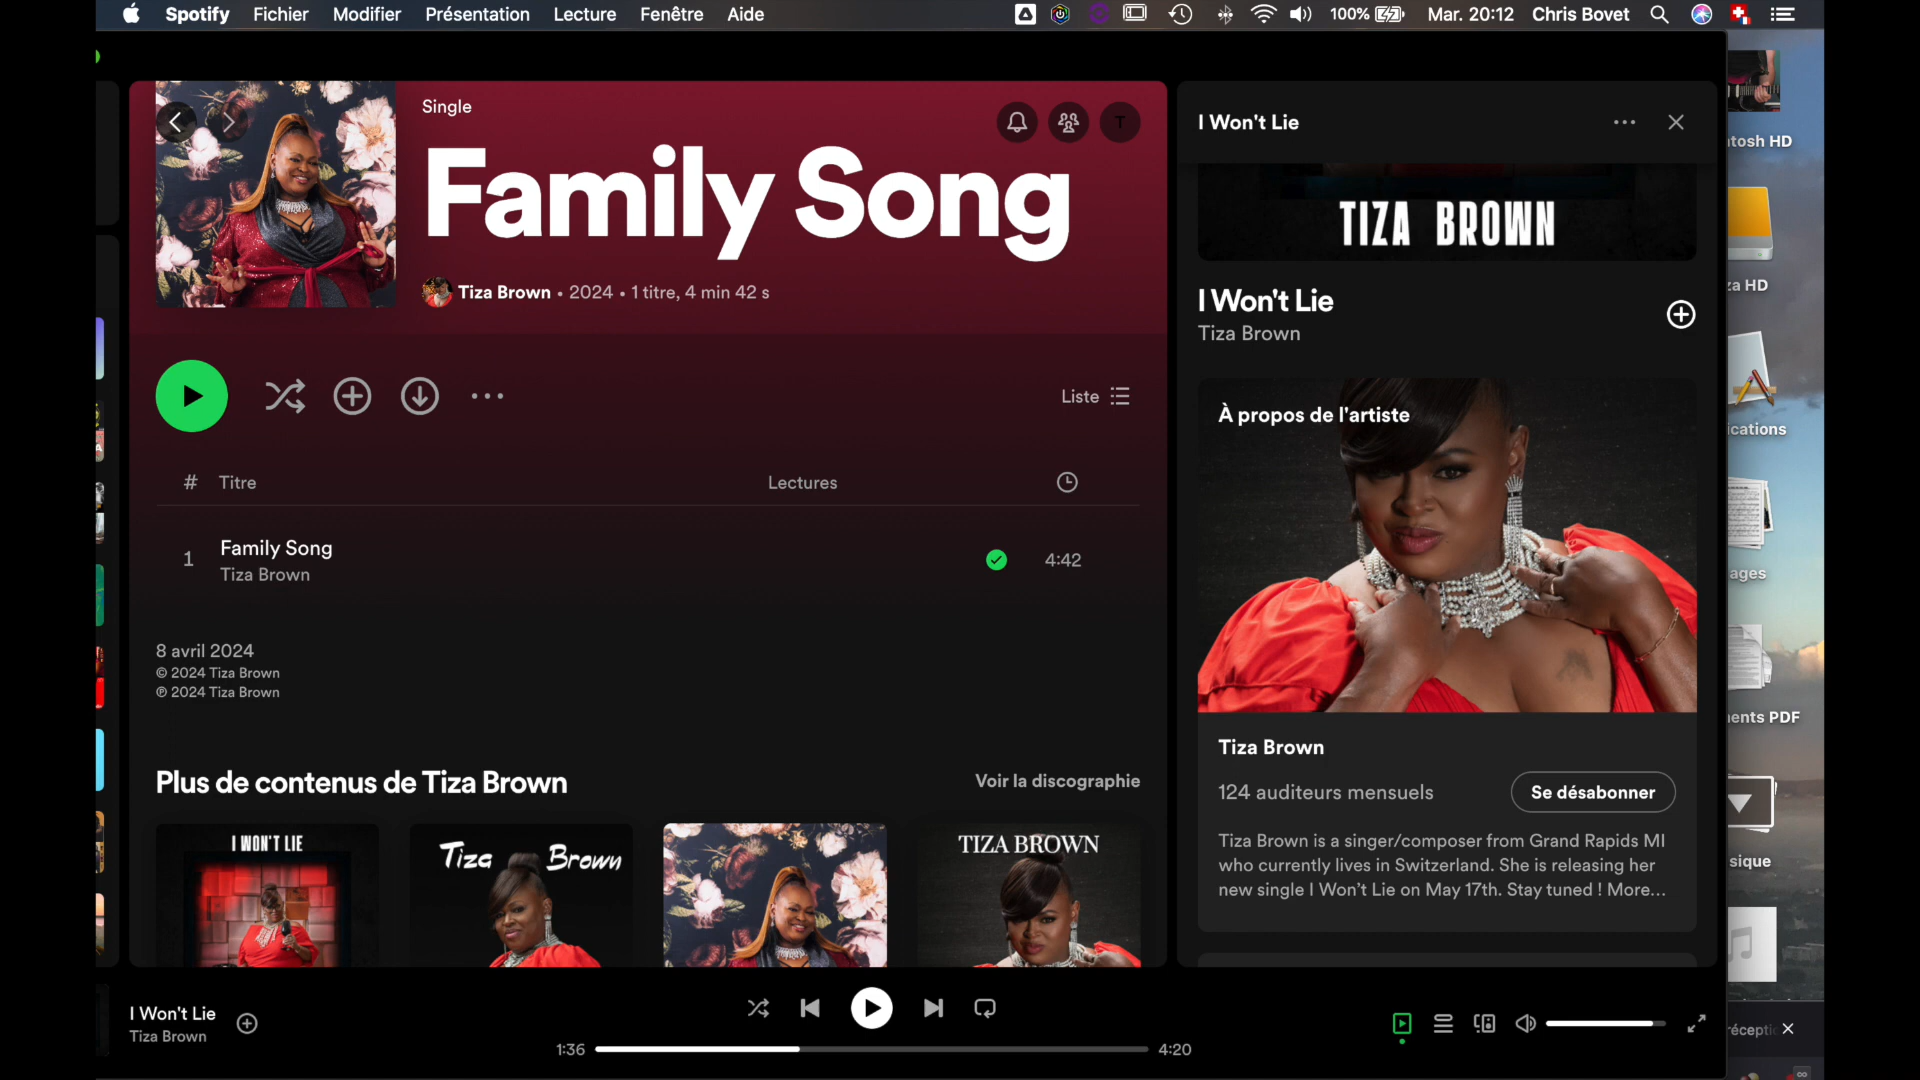 Spotify Fichier Modifier Présentation Lecture Fenêtre Aide 100% Mar. 20:12 Chris Bovet
Single
T
Family Song
Tiza Brown • 2024 • 1 titre, 4 min 42 s
Liste
# Titre Lectures
1 Family Song 4:42
Tiza Brown
8 avril 2024
© 2024 Tiza Brown
℗ 2024 Tiza Brown
Plus de contenus de Tiza Brown
Voir la discographie
I WON'T LIE
Tiza Brown
TIZA BROWN
I Won't Lie
TIZA BROWN
I Won't Lie
Tiza Brown
À propos de l'artiste
Tiza Brown
124 auditeurs mensuels
Se désabonner
Tiza Brown is a singer/composer from Grand Rapids MI
who currently lives in Switzerland. She is releasing her
new single I Won't Lie on May 17th. Stay tuned ! More...
tosh HD
za HD
ications
ages
ents PDF
sique
récepti
I Won't Lie
Tiza Brown
1:36
4:20